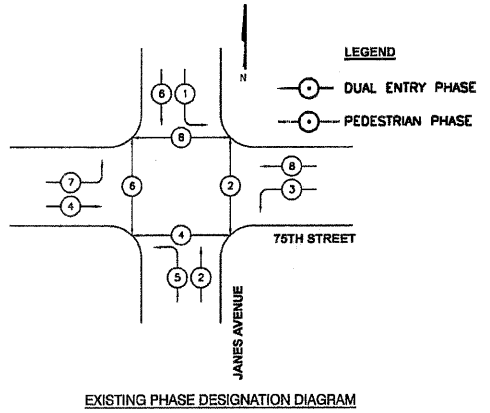 N
LEGEND
DUAL ENTRY PHASE
PEDESTRIAN PHASE
6 1
8
7
4
6
2
8
3
4
75TH STREET
5 2
JANES AVENUE
EXISTING PHASE DESIGNATION DIAGRAM